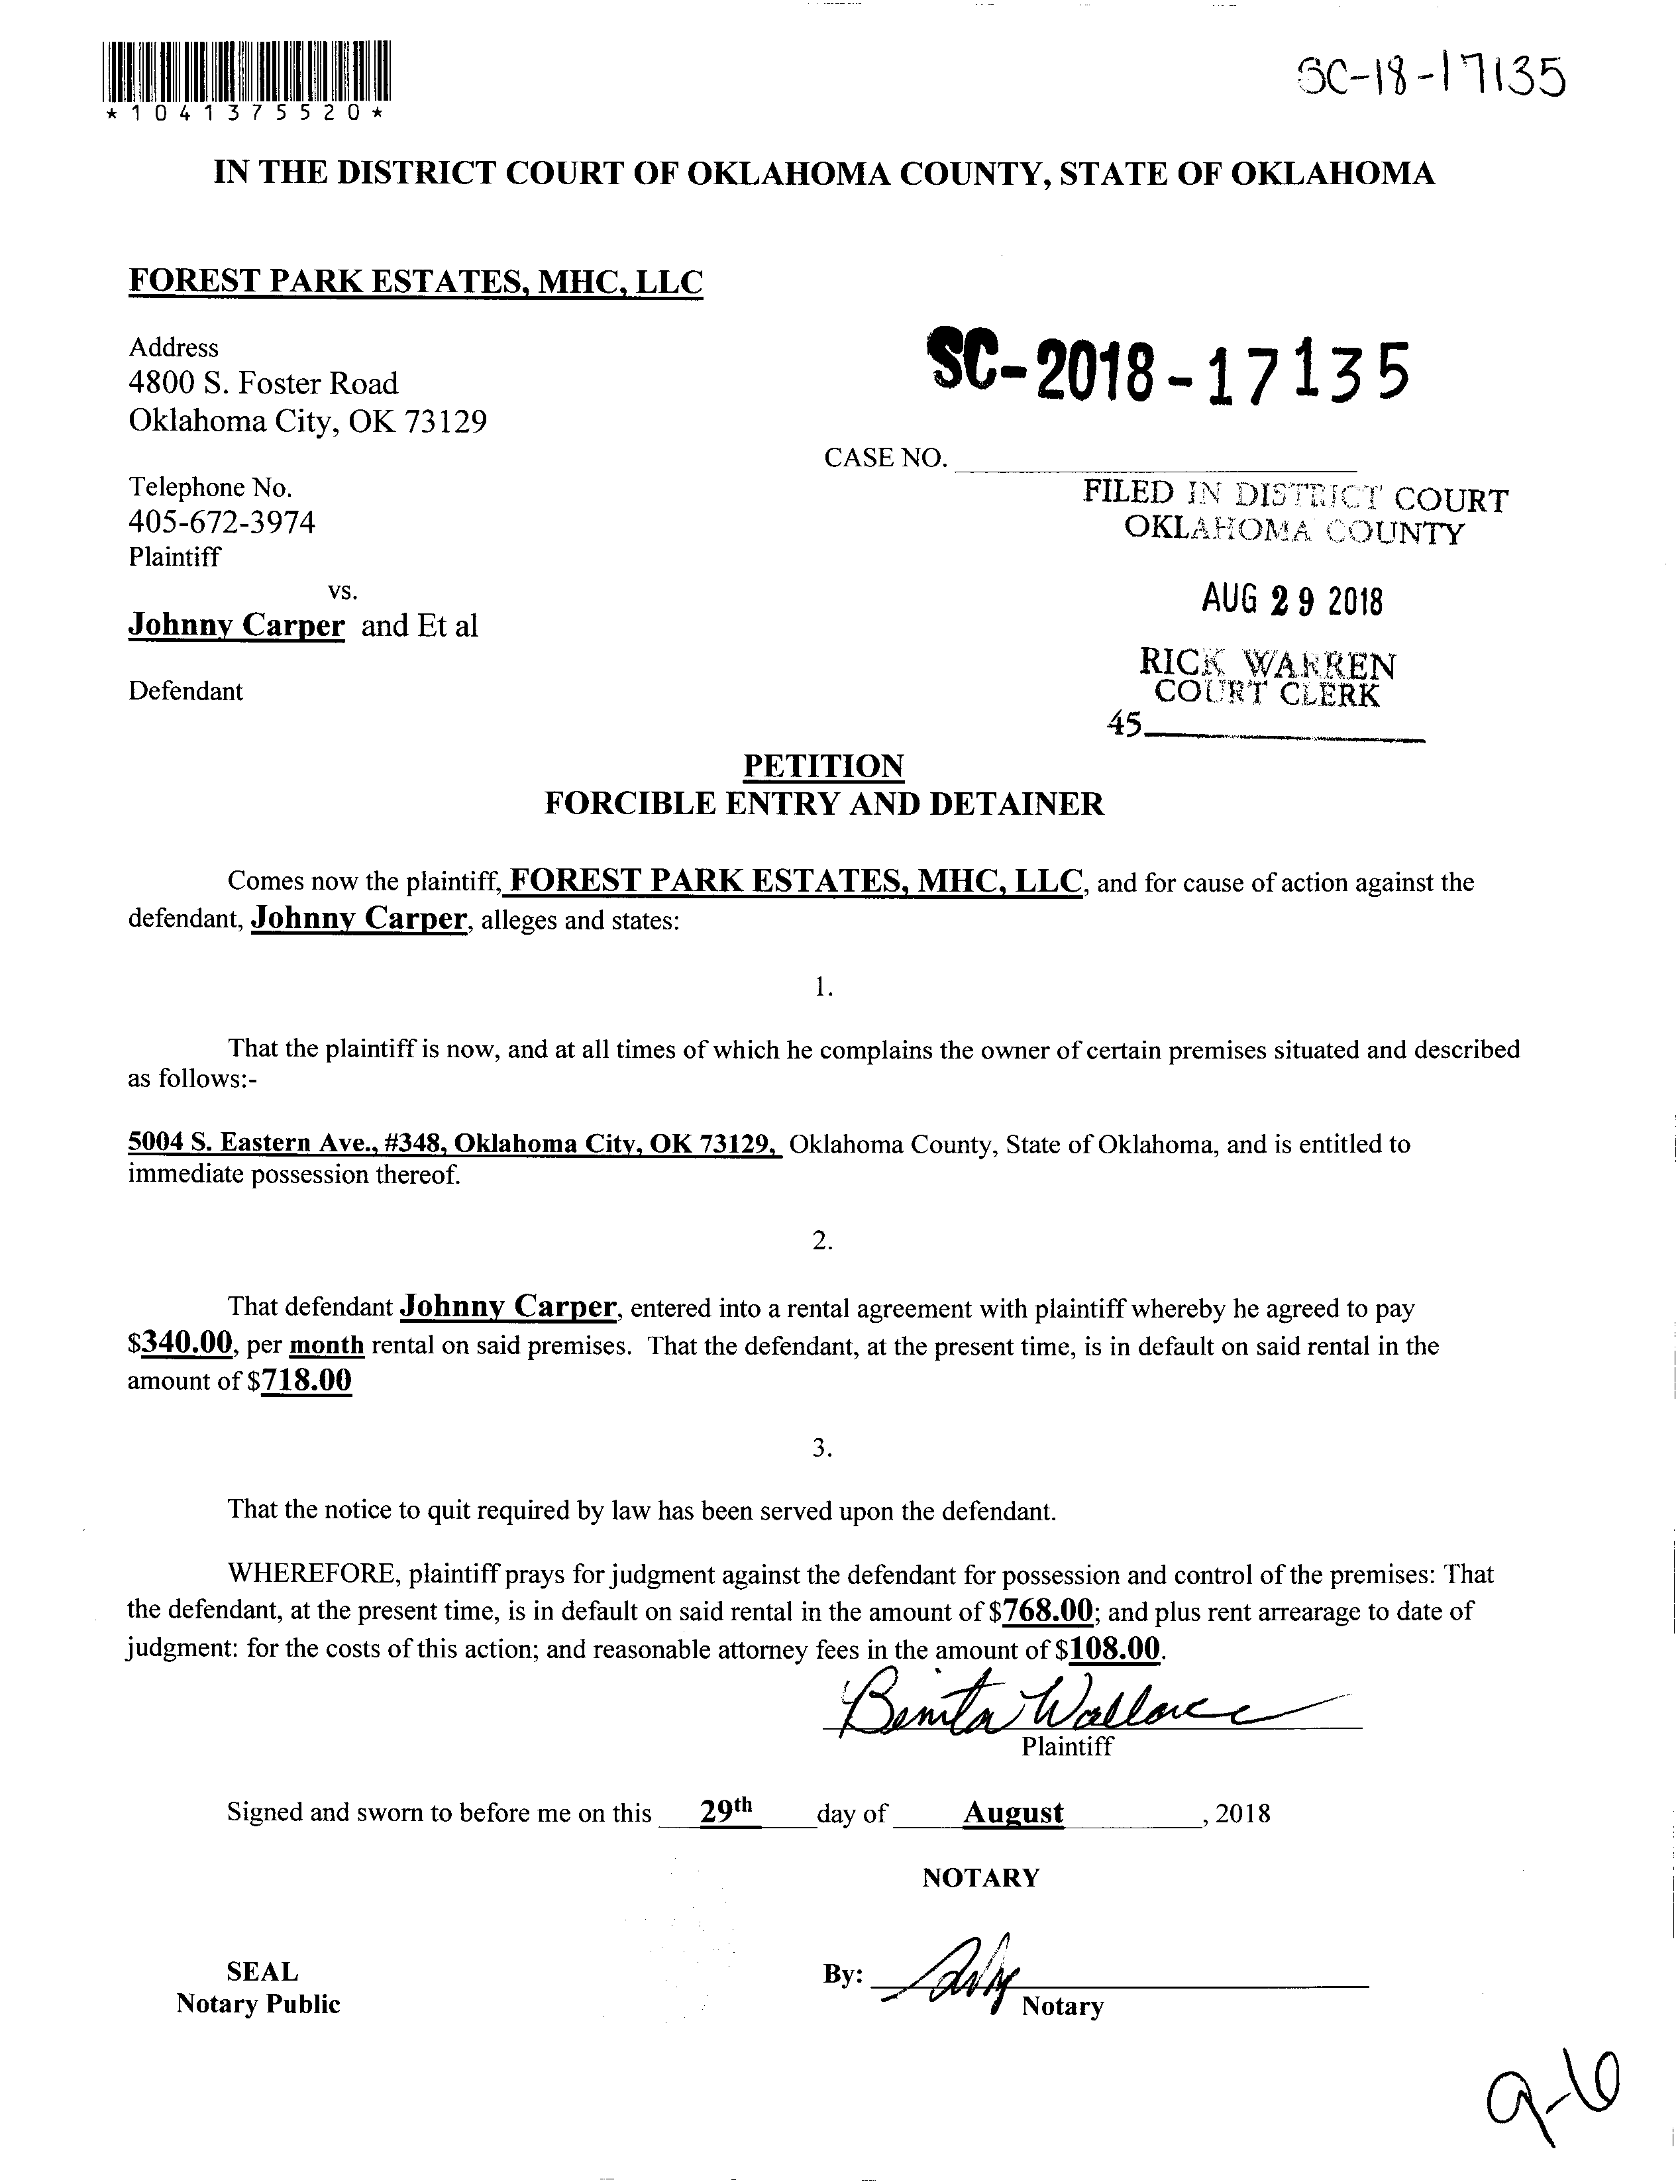 SC-18-17135
*1041375520*
IN THE DISTRICT COURT OF OKLAHOMA COUNTY, STATE OF OKLAHOMA
FOREST PARK ESTATES, MHC, LLC
Address
4800 S. Foster Road
Oklahoma City, OK 73129
SC-2018-17135
CASE NO.
Telephone No.
405-672-3974
Plaintiff
vs.
Johnny Carper and Et al
Defendant
FILED IN DISTRICT COURT
OKLAHOMA COUNTY
AUG 29 2018
RICK WARREN
COURT CLERK
45
PETITION
FORCIBLE ENTRY AND DETAINER
Comes now the plaintiff, FOREST PARK ESTATES, MHC, LLC, and for cause of action against the
defendant, Johnny Carper, alleges and states:
1.
That the plaintiff is now, and at all times of which he complains the owner of certain premises situated and described
as follows:-
5004 S. Eastern Ave., #348, Oklahoma City, OK 73129, Oklahoma County, State of Oklahoma, and is entitled to
immediate possession thereof.
2.
That defendant Johnny Carper, entered into a rental agreement with plaintiff whereby he agreed to pay
$340.00, per month rental on said premises. That the defendant, at the present time, is in default on said rental in the
amount of $718.00
3.
That the notice to quit required by law has been served upon the defendant.
WHEREFORE, plaintiff prays for judgment against the defendant for possession and control of the premises: That
the defendant, at the present time, is in default on said rental in the amount of $768.00; and plus rent arrearage to date of
judgment: for the costs of this action; and reasonable attorney fees in the amount of $108.00.
Benita Wallace
Plaintiff
Signed and sworn to before me on this 29th day of August, 2018
NOTARY
SEAL
Notary Public
By:
Notary
9-6